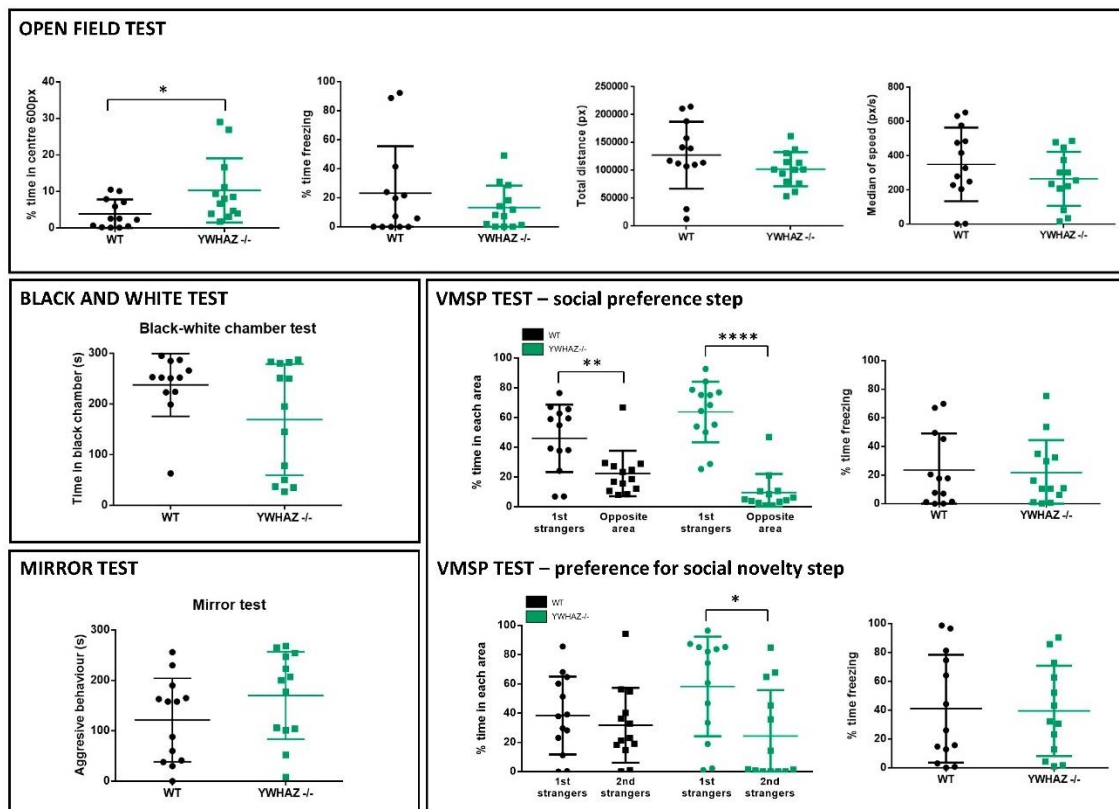 OPEN FIELD TEST
% time in centre 600px
40
30
20
10
0
*
WT
YWHAZ -/-
% time freezing
100
80
60
40
20
0
WT
YWHAZ -/-
Total distance (px)
250000
200000
150000
100000
50000
0
WT
YWHAZ -/-
Median of speed (px/s)
800
600
400
200
0
WT
YWHAZ -/-
BLACK AND WHITE TEST
Black-white chamber test
Time in black chamber (s)
300
200
100
0
WT
YWHAZ -/-
MIRROR TEST
Mirror test
Aggresive behaviour (s)
300
200
100
0
WT
YWHAZ -/-
VMSP TEST – social preference step
WT
YWHAZ-/-
% time in each area
100
80
60
40
20
0
**
****
1st strangers
Opposite area
1st strangers
Opposite area
% time freezing
100
80
60
40
20
0
WT
YWHAZ -/-
VMSP TEST – preference for social novelty step
WT
YWHAZ-/-
% time in each area
100
80
60
40
20
0
*
1st strangers
2nd strangers
1st strangers
2nd strangers
% time freezing
100
80
60
40
20
0
WT
YWHAZ -/-